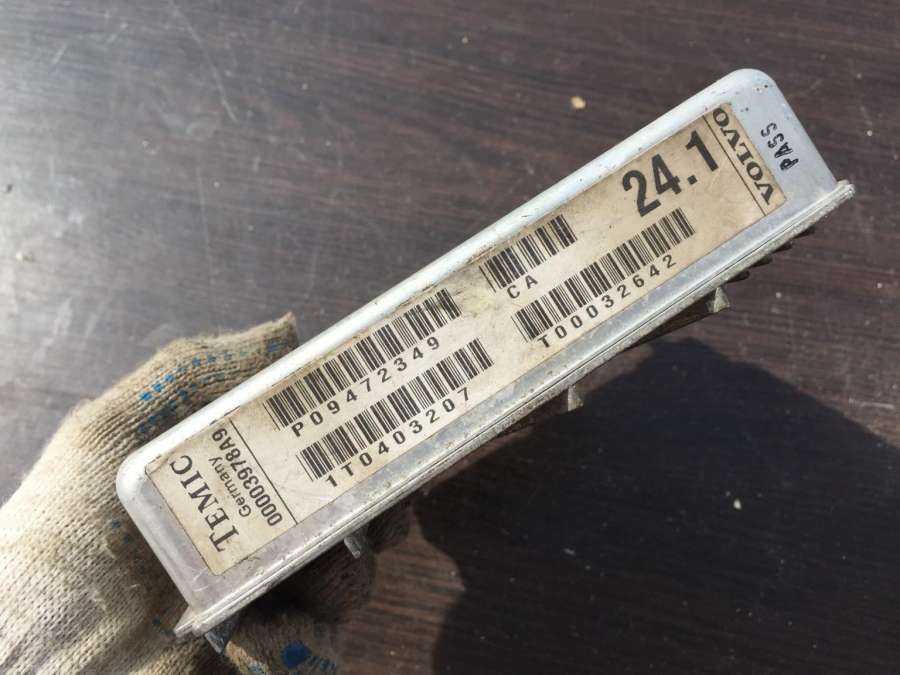 TEMIC
Germany
00003978A9
P09472349
1T0403207
CA
T00032642
24.1
VOLVO
PASS